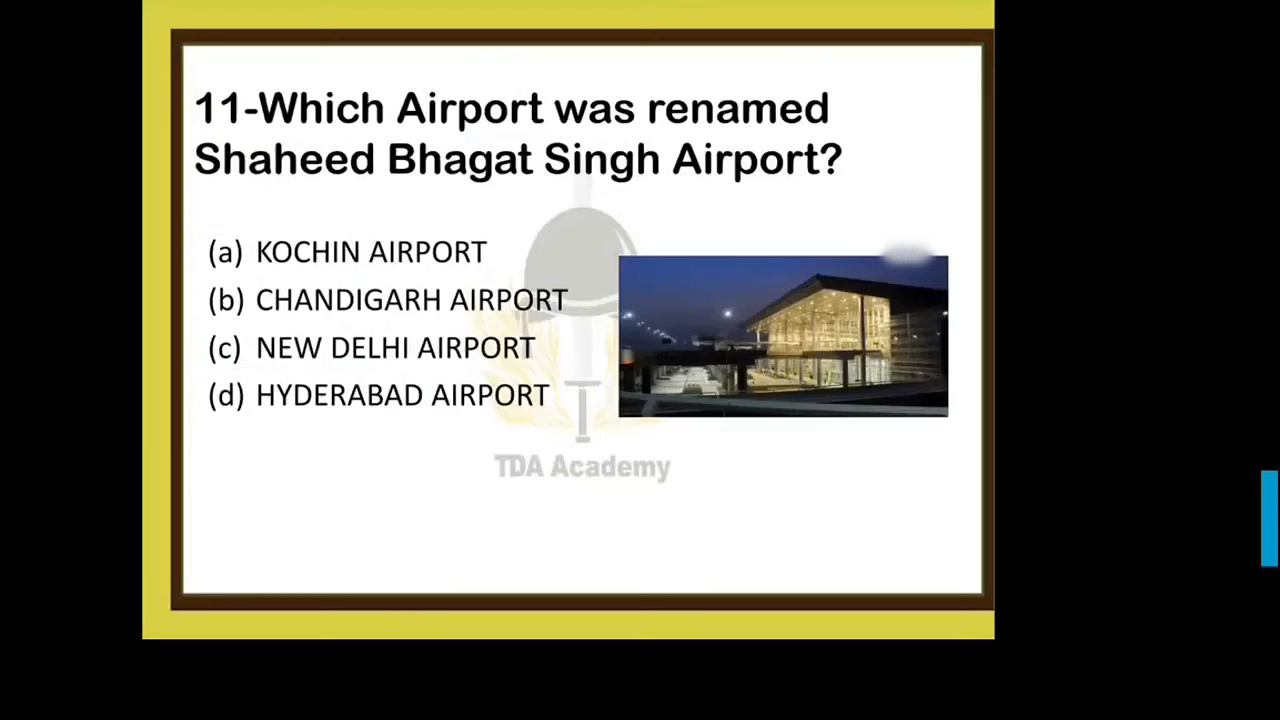 11-Which Airport was renamed
Shaheed Bhagat Singh Airport?
(a) KOCHIN AIRPORT
(b) CHANDIGARH AIRPORT
(c) NEW DELHI AIRPORT
(d) HYDERABAD AIRPORT
TDA Academy